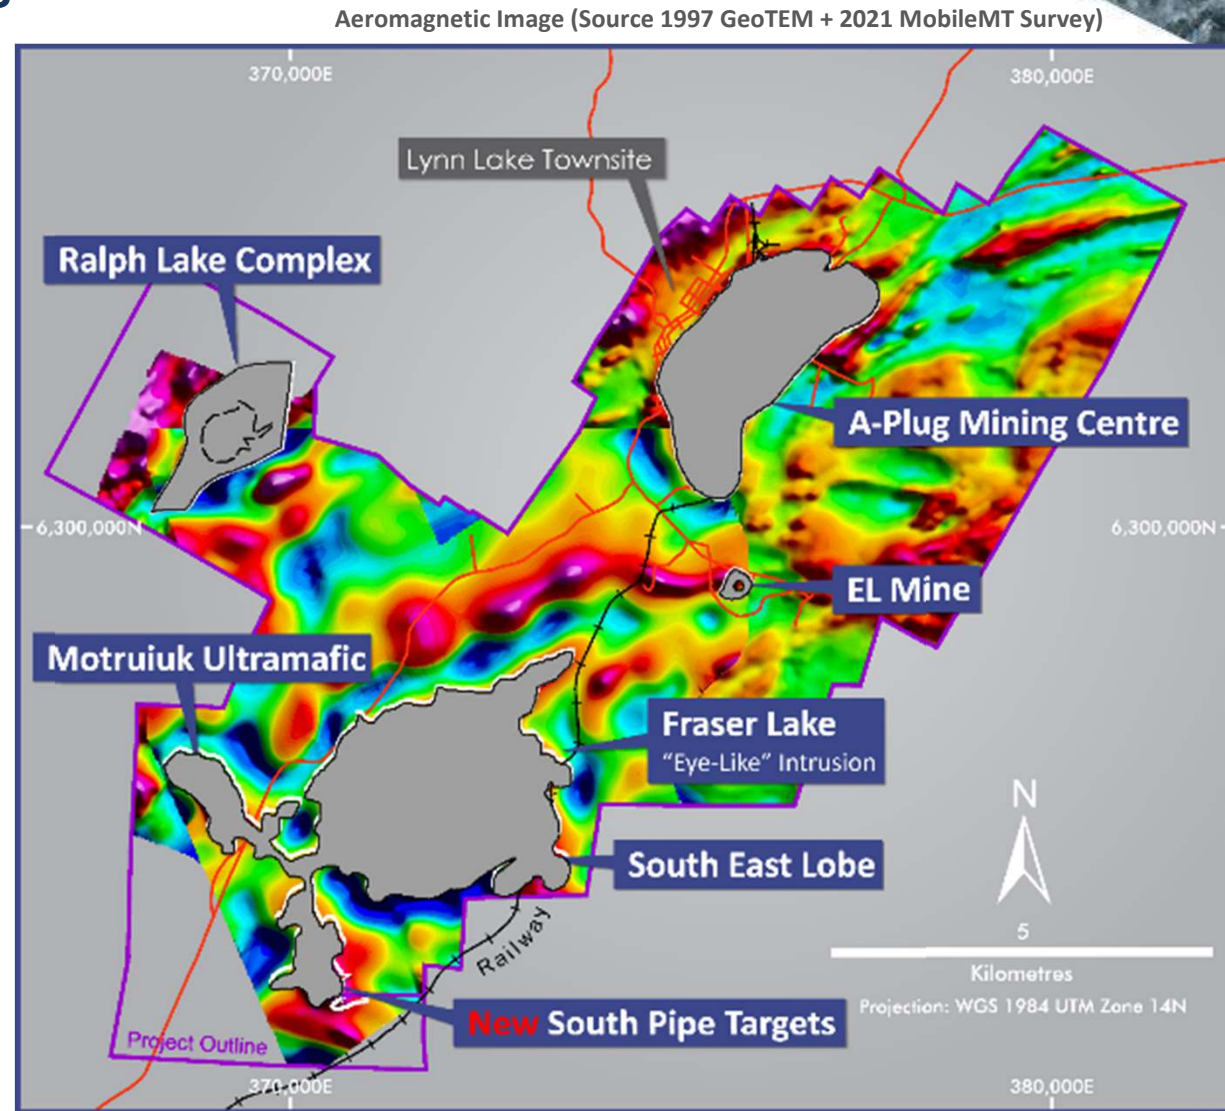 Aeromagnetic Image (Source 1997 GeoTEM + 2021 MobileMT Survey)
370,000E
380,000E
Lynn Lake Townsite
Ralph Lake Complex
A-Plug Mining Centre
6,300,000N
6,300,000N
EL Mine
Motruiuk Ultramafic
Fraser Lake
“Eye-Like” Intrusion
N
South East Lobe
5
Kilometres
Railway
Projection: WGS 1984 UTM Zone 14N
New South Pipe Targets
Project Outline
370,000E
380,000E